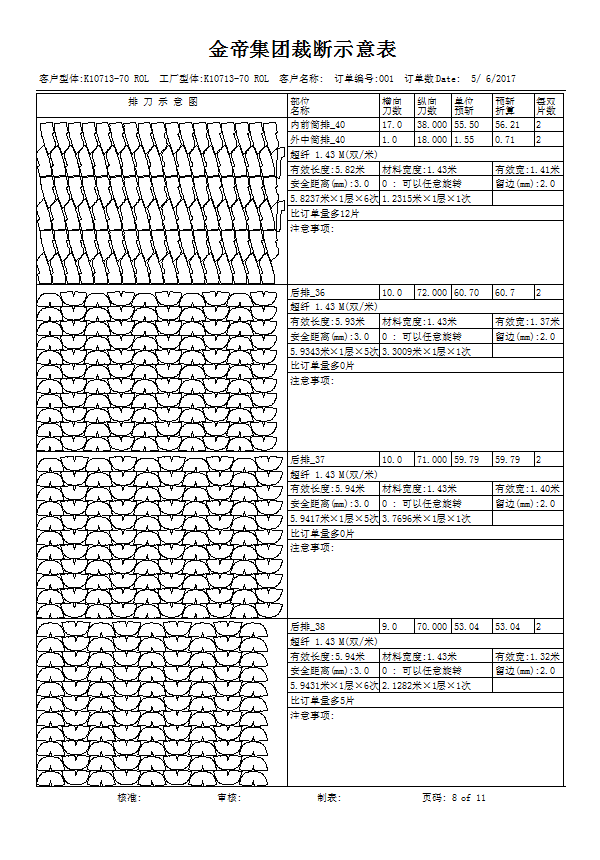 金帝集团裁断示意表
客户型体:K10713-70 ROL 工厂型体:K10713-70 ROL 客户名称: 订单编号:001 订单数Date: 5/ 6/2017
排 刀 示 意 图 部位名称 横向刀数 纵向刀数 单位预斩 预斩折算 每双片数
内前筒排_40 17.0 38.000 55.50 56.21 2
外中筒排_40 1.0 18.000 1.55 0.71 2
超纤 1.43 M(双/米)
有效长度:5.82米 材料宽度:1.43米 有效宽:1.41米
安全距离(mm):3.0 0 : 可以任意旋转 留边(mm):2.0
5.8237米×1层×6次 1.2315米×1层×1次
比订单量多12片
注意事项:
后排_36 10.0 72.000 60.70 60.7 2
超纤 1.43 M(双/米)
有效长度:5.93米 材料宽度:1.43米 有效宽:1.37米
安全距离(mm):3.0 0 : 可以任意旋转 留边(mm):2.0
5.9343米×1层×5次 3.3009米×1层×1次
比订单量多0片
注意事项:
后排_37 10.0 71.000 59.79 59.79 2
超纤 1.43 M(双/米)
有效长度:5.94米 材料宽度:1.43米 有效宽:1.40米
安全距离(mm):3.0 0 : 可以任意旋转 留边(mm):2.0
5.9417米×1层×5次 3.7696米×1层×1次
比订单量多0片
注意事项:
后排_38 9.0 70.000 53.04 53.04 2
超纤 1.43 M(双/米)
有效长度:5.94米 材料宽度:1.43米 有效宽:1.32米
安全距离(mm):3.0 0 : 可以任意旋转 留边(mm):2.0
5.9431米×1层×6次 2.1282米×1层×1次
比订单量多5片
注意事项:
核准: 审核: 制表: 页码: 8 of 11